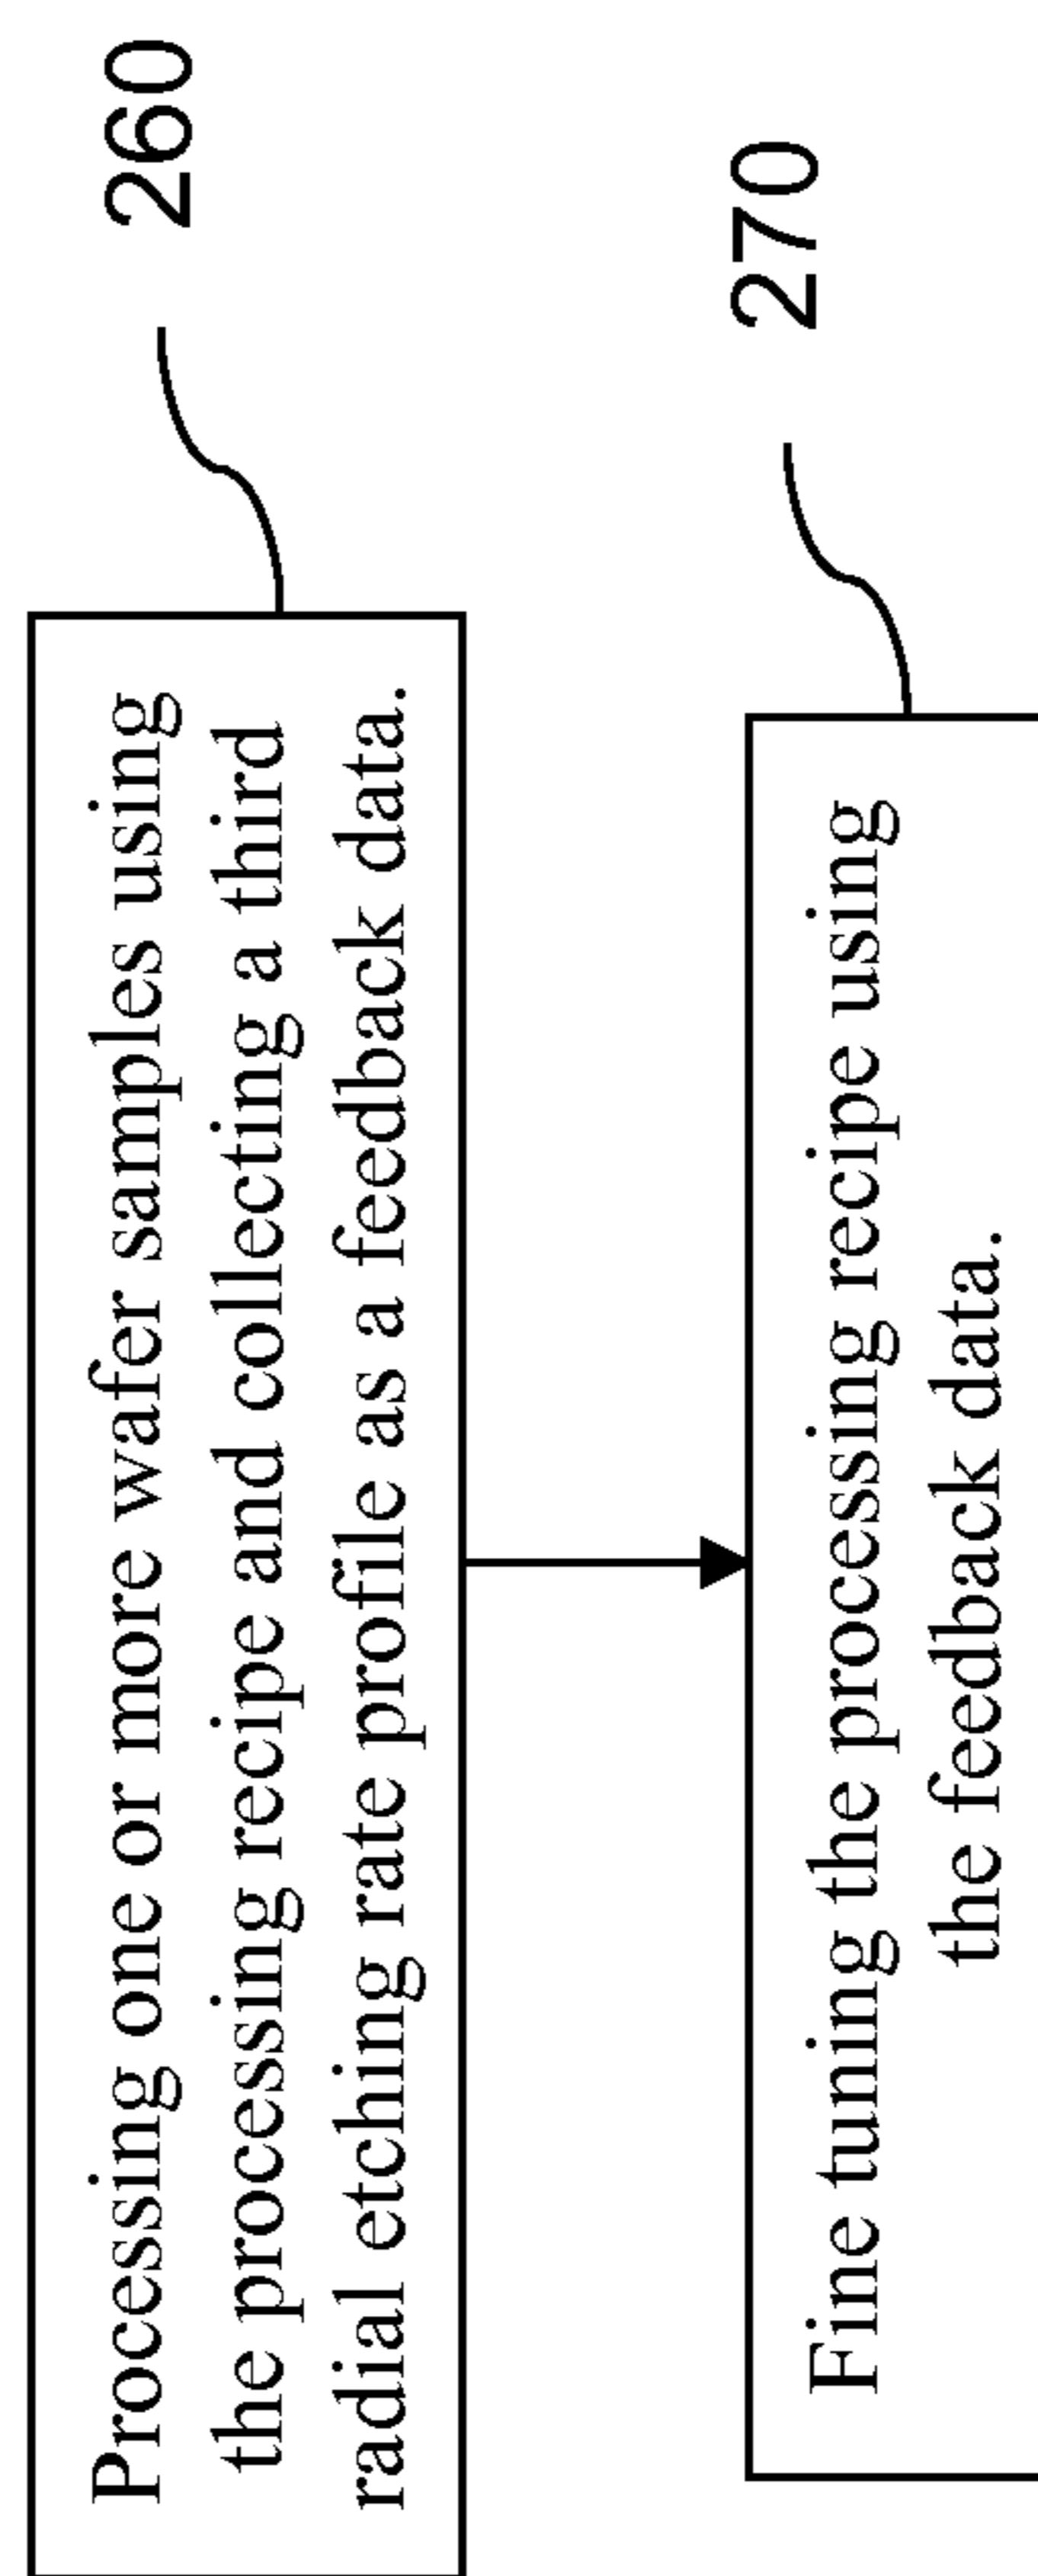 260
Processing one or more wafer samples using
the processing recipe and collecting a third
radial etching rate profile as a feedback data.
270
Fine tuning the processing recipe using
the feedback data.